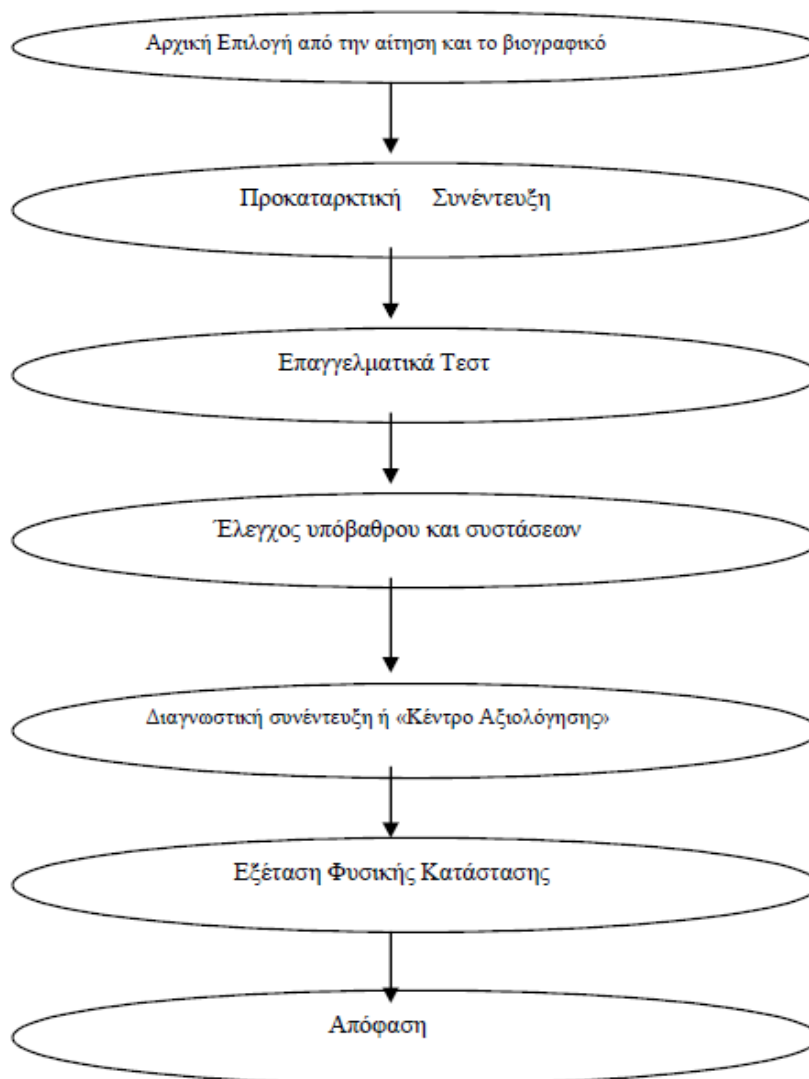 Αρχική Επιλογή από την αίτηση και το βιογραφικό
Προκαταρκτική Συνέντευξη
Επαγγελματικά Τεστ
Έλεγχος υπόβαθρου και συστάσεων
Διαγνωστική συνέντευξη ή «Κέντρο Αξιολόγησης»
Εξέταση Φυσικής Κατάστασης
Απόφαση